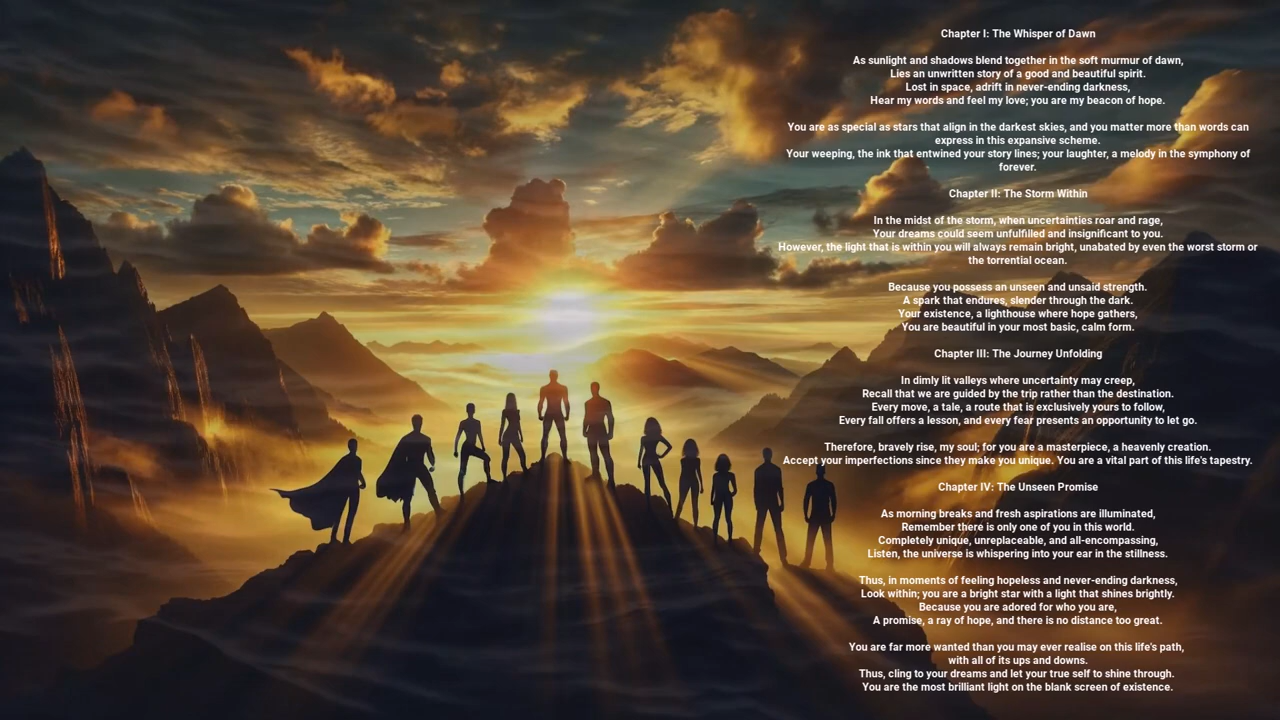 Chapter I: The Whisper of Dawn
As sunlight and shadows blend together in the soft murmur of dawn,
Lies an unwritten story of a good and beautiful spirit.
Lost in space, adrift in never-ending darkness,
Hear my words and feel my love; you are my beacon of hope.
You are as special as stars that align in the darkest skies, and you matter more than words can
express in this expansive scheme.
Your weeping, the ink that entwined your story lines; your laughter, a melody in the symphony of
forever.
Chapter II: The Storm Within
In the midst of the storm, when uncertainties roar and rage,
Your dreams could seem unfulfilled and insignificant to you.
However, the light that is within you will always remain bright, unabated by even the worst storm or
the torrential ocean.
Because you possess an unseen and unsaid strength.
A spark that endures, slender through the dark.
Your existence, a lighthouse where hope gathers,
You are beautiful in your most basic, calm form.
Chapter III: The Journey Unfolding
In dimly lit valleys where uncertainty may creep,
Recall that we are guided by the trip rather than the destination.
Every move, a tale, a route that is exclusively yours to follow,
Every fall offers a lesson, and every fear presents an opportunity to let go.
Therefore, bravely rise, my soul; for you are a masterpiece, a heavenly creation.
Accept your imperfections since they make you unique. You are a vital part of this life's tapestry.
Chapter IV: The Unseen Promise
As morning breaks and fresh aspirations are illuminated,
Remember there is only one of you in this world.
Completely unique, unreplaceable, and all-encompassing,
Listen, the universe is whispering into your ear in the stillness.
Thus, in moments of feeling hopeless and never-ending darkness,
Look within; you are a bright star with a light that shines brightly.
Because you are adored for who you are,
A promise, a ray of hope, and there is no distance too great.
You are far more wanted than you may ever realise on this life's path,
with all of its ups and downs.
Thus, cling to your dreams and let your true self to shine through.
You are the most brilliant light on the blank screen of existence.